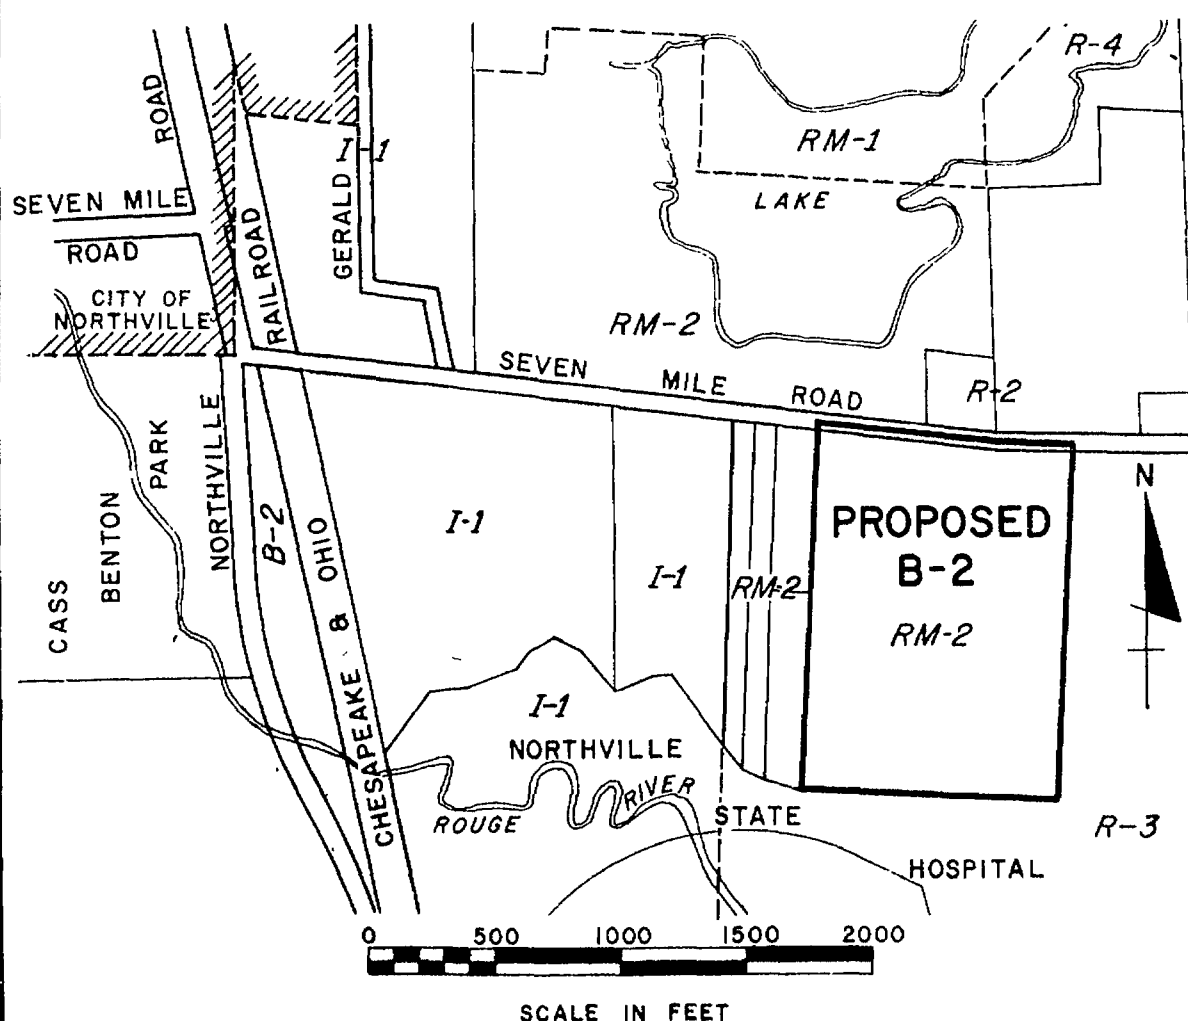 R-4
ROAD
RM-1
I-1
SEVEN MILE
ROAD
LAKE
GERALD
RAILROAD
CITY OF
NORTHVILLE
RM-2
SEVEN MILE ROAD
R-2
NORTHVILLE
CASS BENTON PARK
B-2
CHESAPEAKE & OHIO
I-1
I-1
RM-2
PROPOSED
B-2
RM-2
N
I-1
NORTHVILLE
STATE
HOSPITAL
ROUGE RIVER
R-3
0 500 1000 1500 2000
SCALE IN FEET